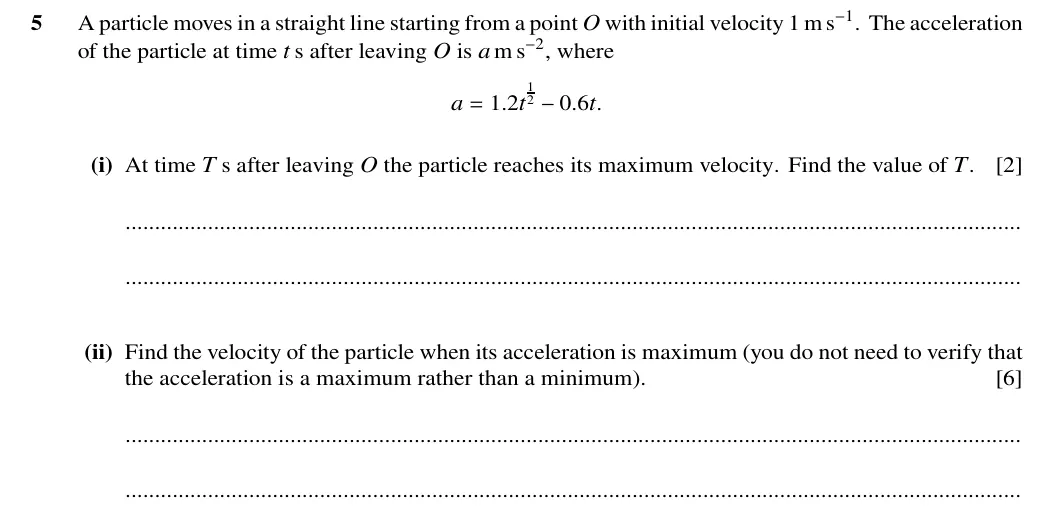 5 A particle moves in a straight line starting from a point O with initial velocity 1 m s⁻¹. The acceleration
of the particle at time t s after leaving O is a m s⁻², where
a = 1.2t^{1/2} – 0.6t.
(i) At time T s after leaving O the particle reaches its maximum velocity. Find the value of T. [2]
(ii) Find the velocity of the particle when its acceleration is maximum (you do not need to verify that
the acceleration is a maximum rather than a minimum). [6]